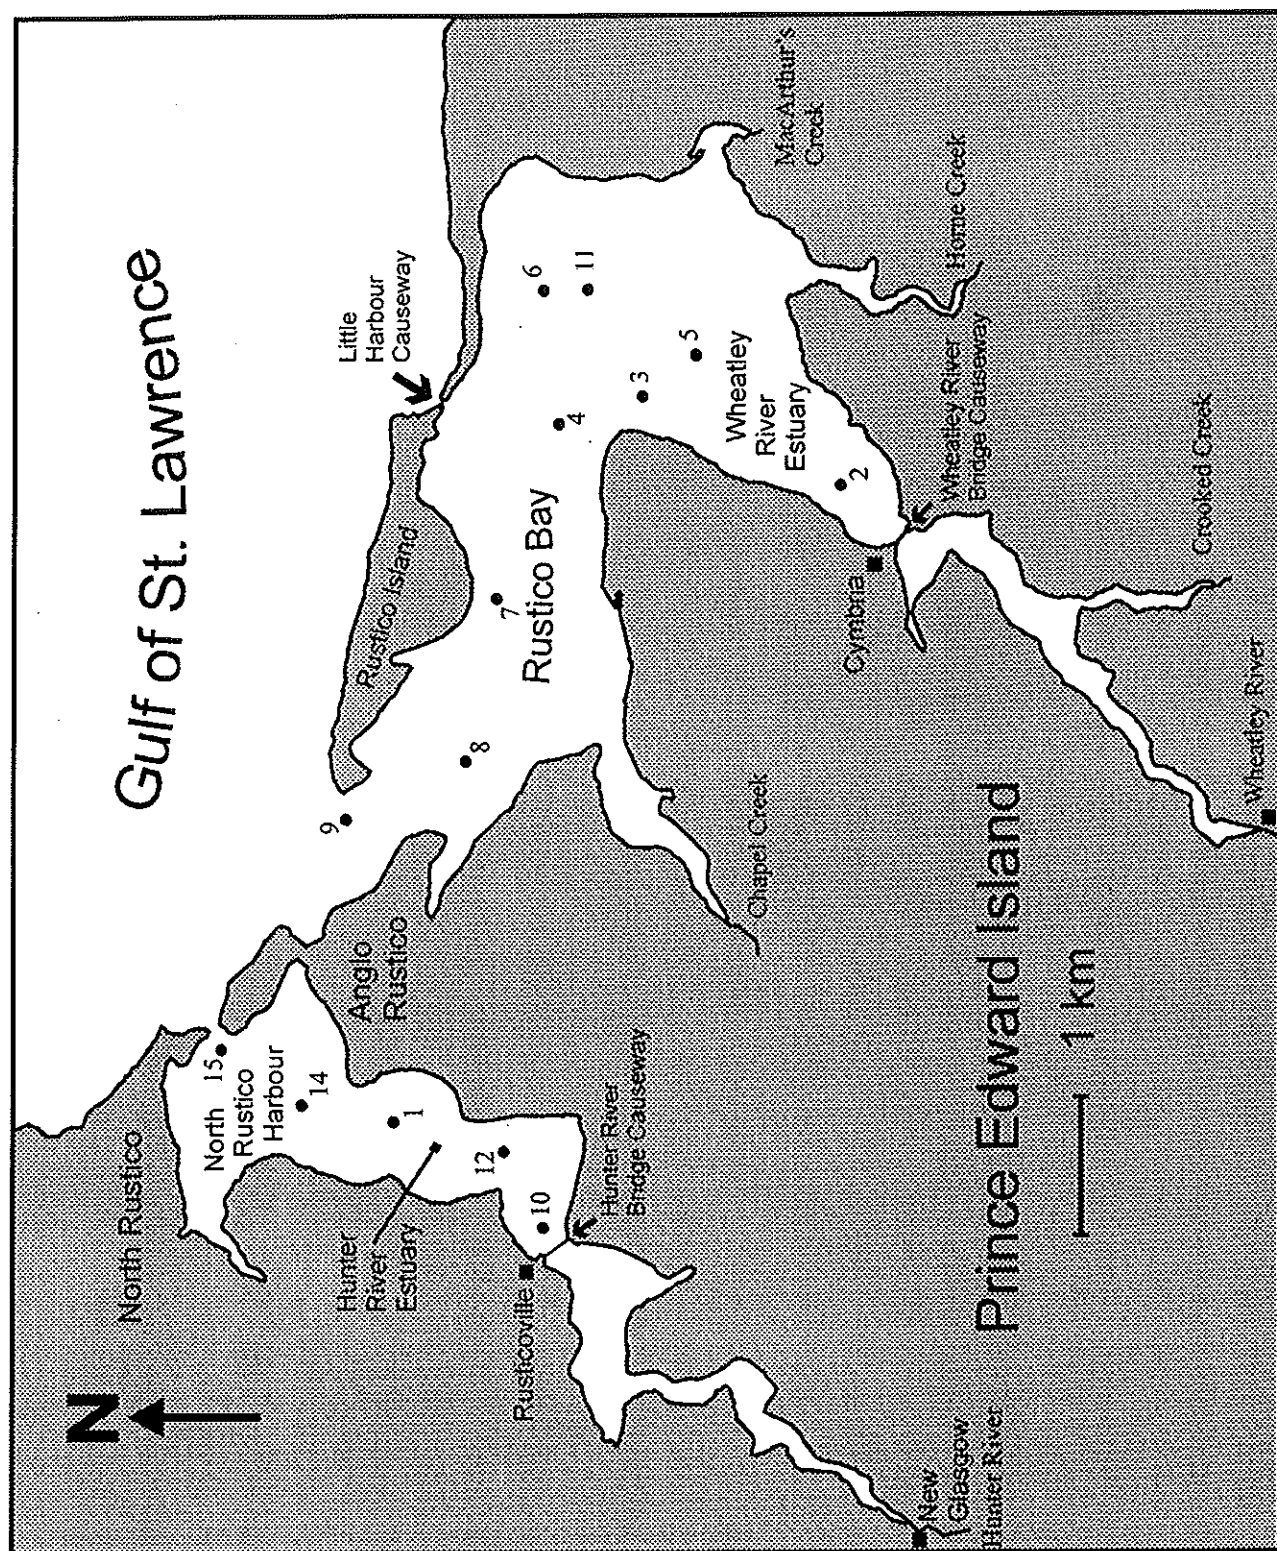 Gulf of St. Lawrence
N
North Rustico
15
North
Rustico
Harbour
14
1
12
10
Hunter
River
Estuary
Rusticoville
Hunter River
Bridge Causeway
New
Glasgow
Hunter River
Anglo
Rustico
9
8
7
Rustico Island
Rustico Bay
Little
Harbour
Causeway
4
3
5
6
11
2
Wheatley
River
Estuary
Cymbria
Wheatley River
Bridge Causeway
MacArthur's
Creek
Horne Creek
Crooked Creek
Chapel Creek
Wheatley River
Prince Edward Island
1 km